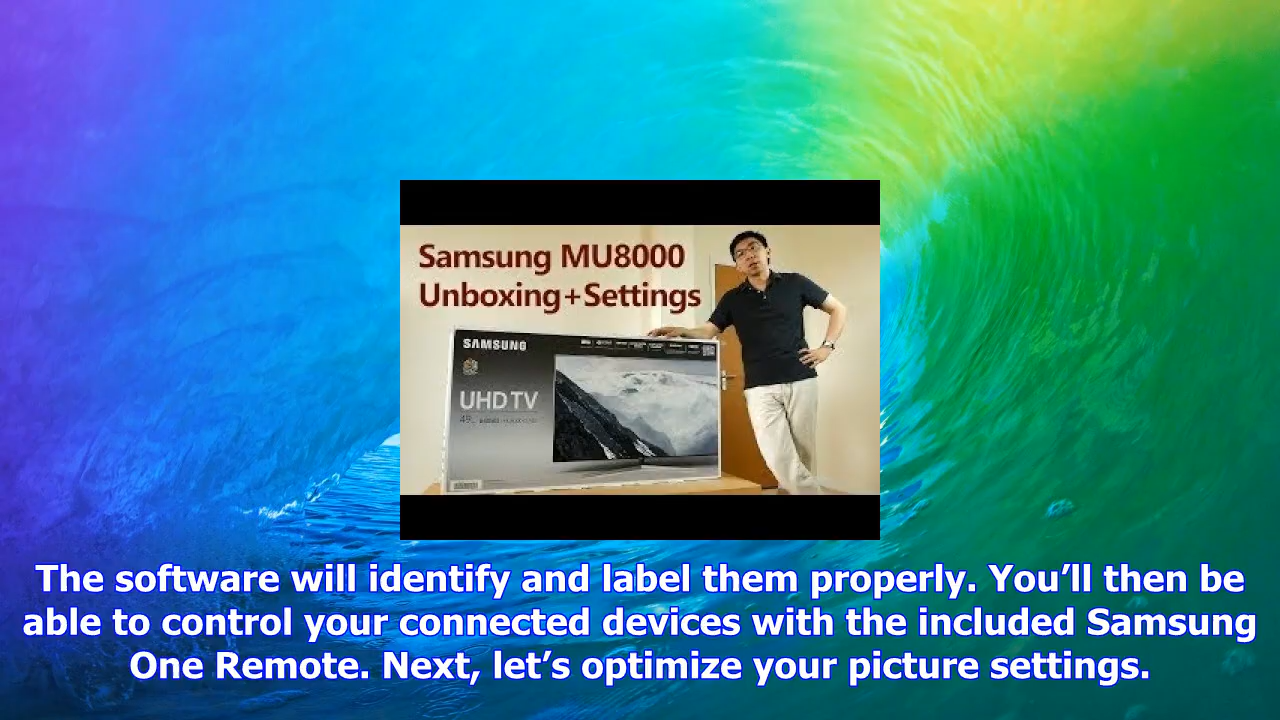 Samsung MU8000
Unboxing+Settings
SAMSUNG
UHD TV
49
The software will identify and label them properly. You’ll then be
able to control your connected devices with the included Samsung
One Remote. Next, let’s optimize your picture settings.